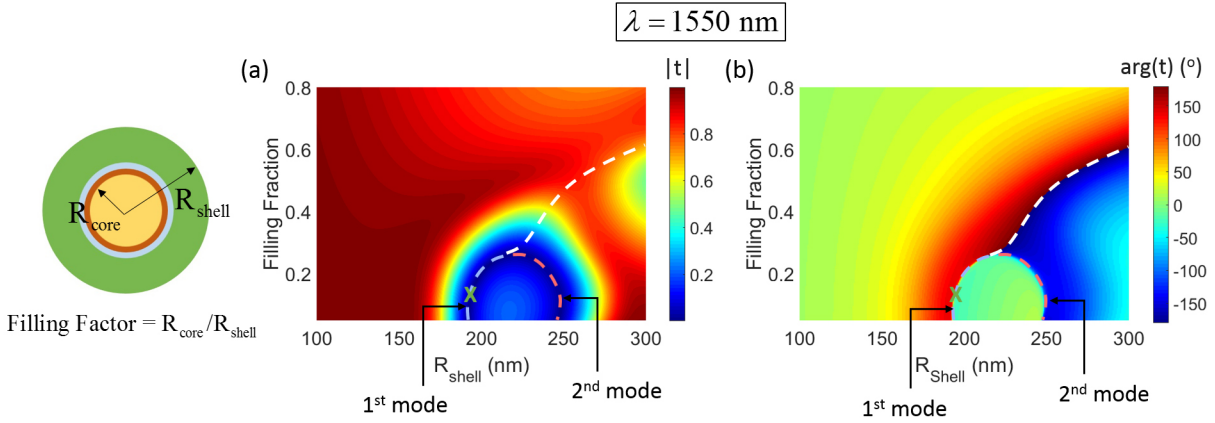 λ = 1550 nm
(a)
|t|
(b)
arg(t) (°)
R_core
R_shell
Filling Factor = R_core/R_shell
Filling Fraction
0.8
0.6
0.4
0.2
X
100 150 200 250 300
R_shell (nm)
1st mode
2nd mode
0.8
0.6
0.4
0.2
Filling Fraction
0.8
0.6
0.4
0.2
X
100 150 200 250 300
R_Shell (nm)
1st mode
2nd mode
150
100
50
0
-50
-100
-150